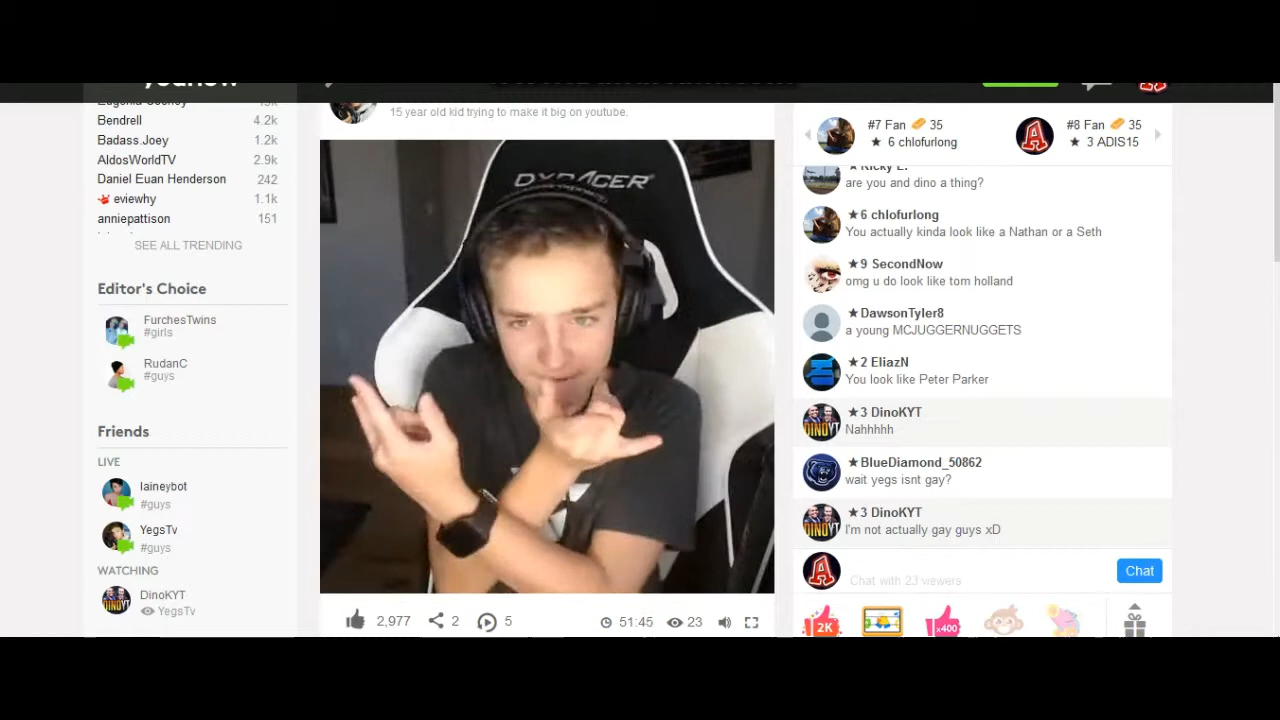 younow
Eugenia Cooney
Bendrell 4.2k
Badass.Joey 1.2k
AldosWorldTV 2.9k
Daniel Euan Henderson 242
eviewhy 1.1k
anniepattison 151
SEE ALL TRENDING
Editor's Choice
FurchesTwins
#girls
RudanC
#guys
Friends
LIVE
laineybot
#guys
YegsTv
#guys
WATCHING
DinoKYT
YegsTv
15 year old kid trying to make it big on youtube.
DXRACER
2,977 2 5 51:45 23
#7 Fan 35
6 chlofurlong
#8 Fan 35
3 ADIS15
Ricky E.
are you and dino a thing?
6 chlofurlong
You actually kinda look like a Nathan or a Seth
9 SecondNow
omg u do look like tom holland
DawsonTyler8
a young MCJUGGERNUGGETS
2 EliazN
You look like Peter Parker
3 DinoKYT
Nahhhhh
BlueDiamond_50862
wait yegs isnt gay?
3 DinoKYT
I'm not actually gay guys xD
Chat with 23 viewers
Chat
2K
x400